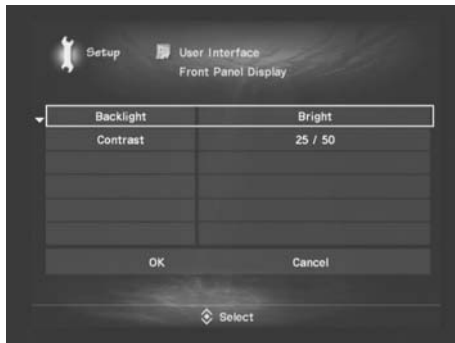 Setup User Interface
Front Panel Display
Backlight Bright
Contrast 25 / 50
OK Cancel
Select